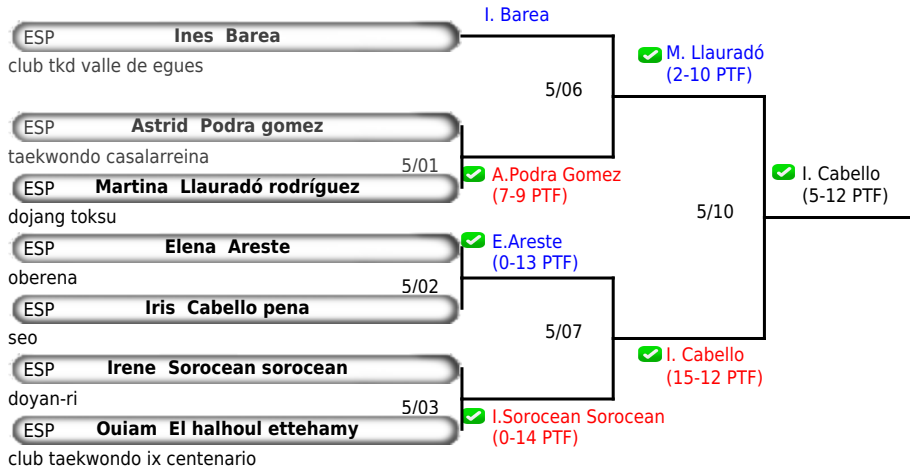 I. Barea
ESP Ines Barea
club tkd valle de egues
M. Llauradó
(2-10 PTF)
5/06
ESP Astrid Podra gomez
taekwondo casalarreina
5/01
A.Podra Gomez
(7-9 PTF)
I. Cabello
(5-12 PTF)
ESP Martina Llauradó rodríguez
dojang toksu
5/10
ESP Elena Areste
E.Areste
(0-13 PTF)
oberena
5/02
ESP Iris Cabello pena
seo
5/07
ESP Irene Sorocean sorocean
I. Cabello
(15-12 PTF)
doyan-ri
5/03
I.Sorocean Sorocean
(0-14 PTF)
ESP Ouiam El halhoul ettehamy
club taekwondo ix centenario